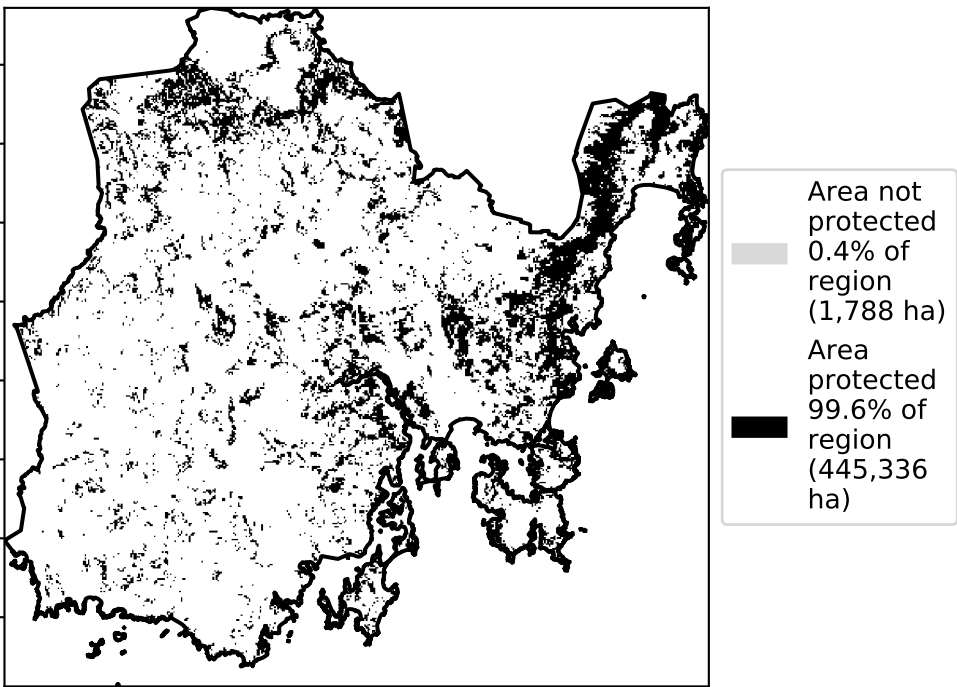 Area not
protected
0.4% of
region
(1,788 ha)
Area
protected
99.6% of
region
(445,336
ha)